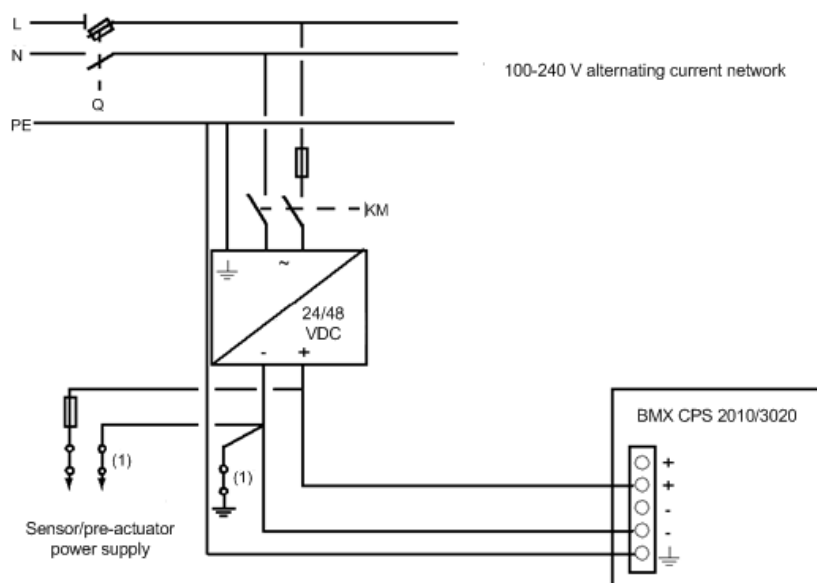 L
N
100-240 V alternating current network
Q
PE
KM
~
24/48
VDC
- +
BMX CPS 2010/3020
+
+
-
-
(1)
(1)
Sensor/pre-actuator
power supply